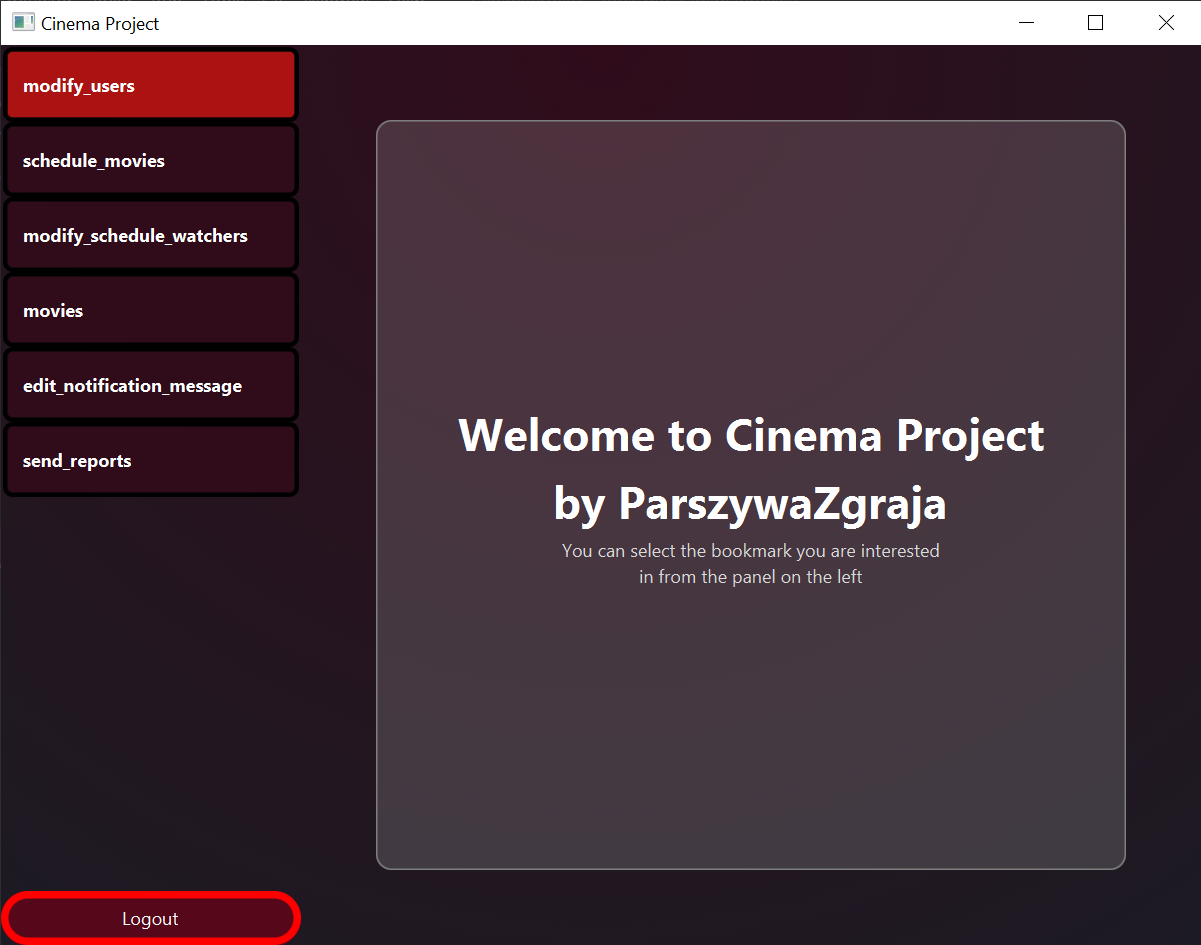 Cinema Project
modify_users
schedule_movies
modify_schedule_watchers
movies
edit_notification_message
send_reports
Welcome to Cinema Project
by ParszywaZgraja
You can select the bookmark you are interested
in from the panel on the left
Logout